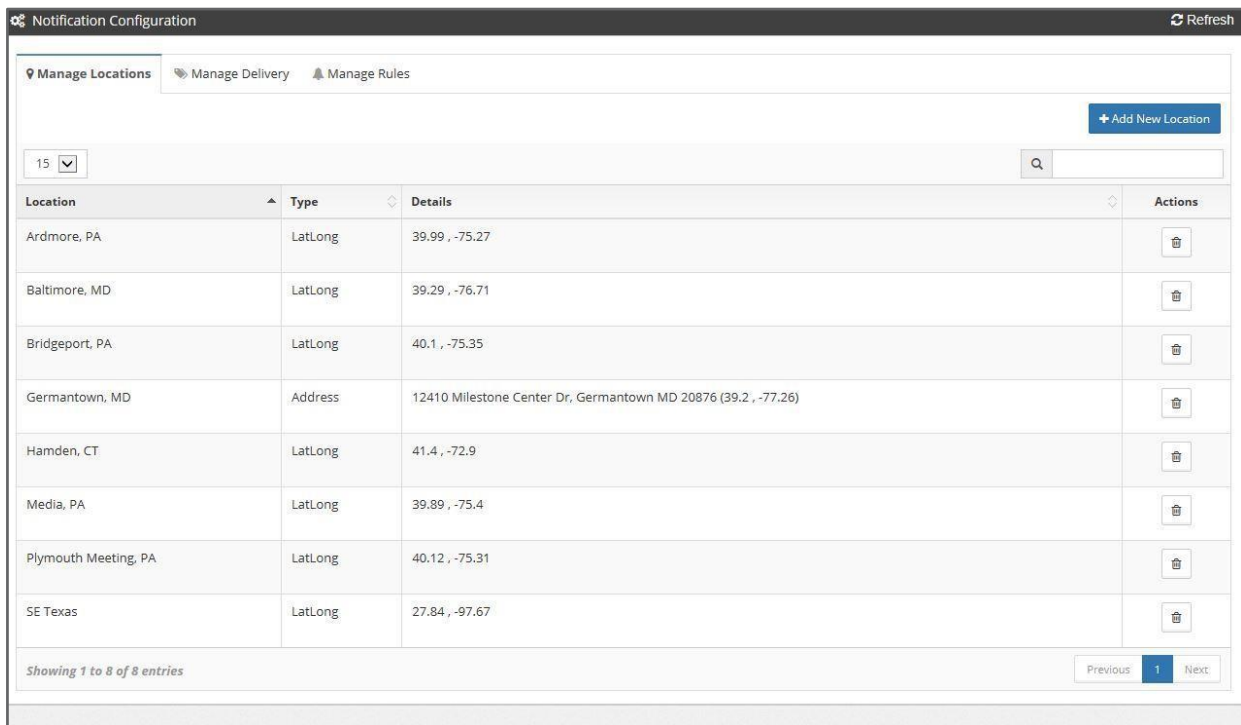 Notification Configuration Refresh
Manage Locations Manage Delivery Manage Rules
+ Add New Location
15
Location Type Details Actions
Ardmore, PA LatLong 39.99 , -75.27
Baltimore, MD LatLong 39.29 , -76.71
Bridgeport, PA LatLong 40.1 , -75.35
Germantown, MD Address 12410 Milestone Center Dr, Germantown MD 20876 (39.2 , -77.26)
Hamden, CT LatLong 41.4 , -72.9
Media, PA LatLong 39.89 , -75.4
Plymouth Meeting, PA LatLong 40.12 , -75.31
SE Texas LatLong 27.84 , -97.67
Showing 1 to 8 of 8 entries Previous 1 Next